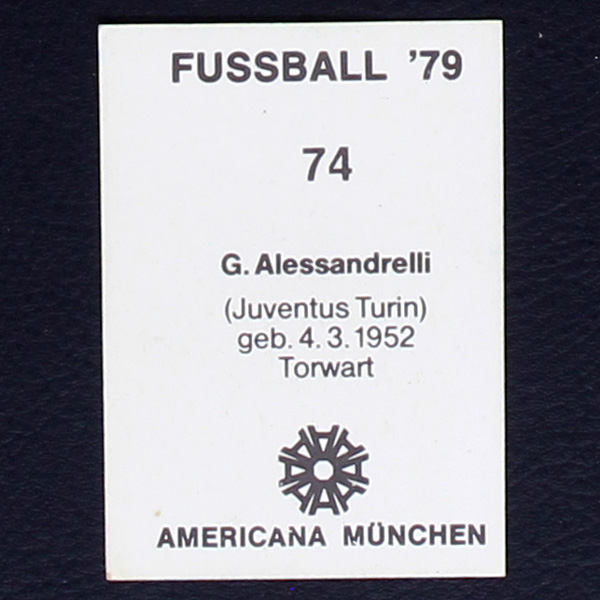 FUSSBALL '79
74
G. Alessandrelli
(Juventus Turin)
geb. 4. 3. 1952
Torwart
AMERICANA MÜNCHEN